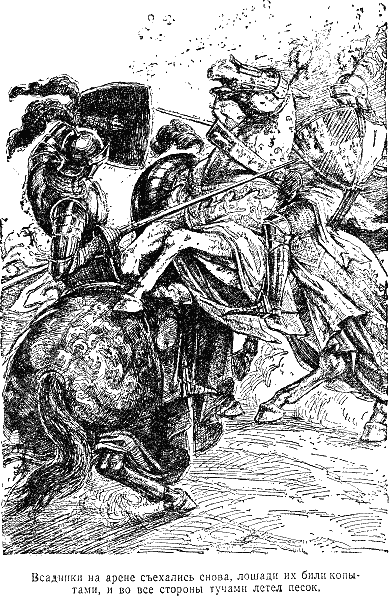 Всадники на арене съехались снова, лошади их били копы-
тами, и во все стороны тучами летел песок.